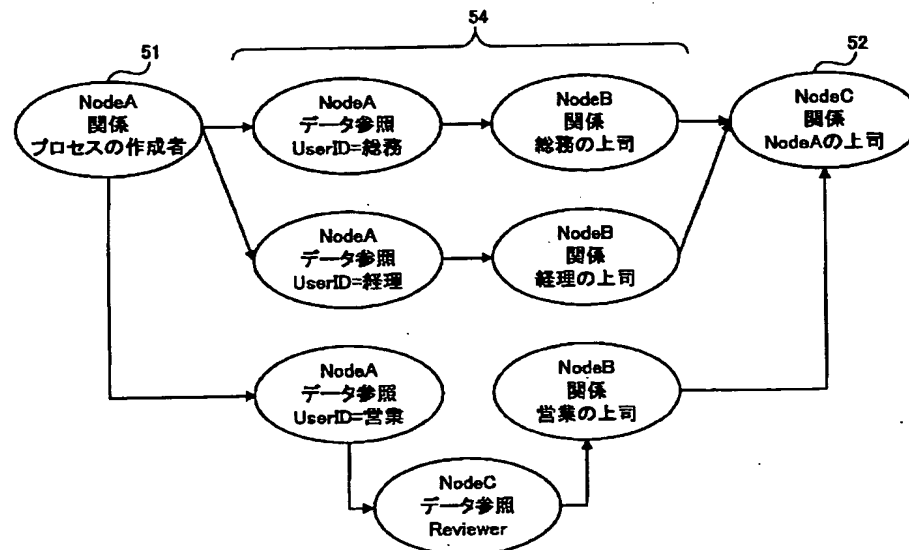 54
51
52
NodeA
関係
プロセスの作成者
NodeA
データ参照
UserID=総務
NodeB
関係
総務の上司
NodeC
関係
NodeAの上司
NodeA
データ参照
UserID=経理
NodeB
関係
経理の上司
NodeA
データ参照
UserID=営業
NodeB
関係
営業の上司
NodeC
データ参照
Reviewer